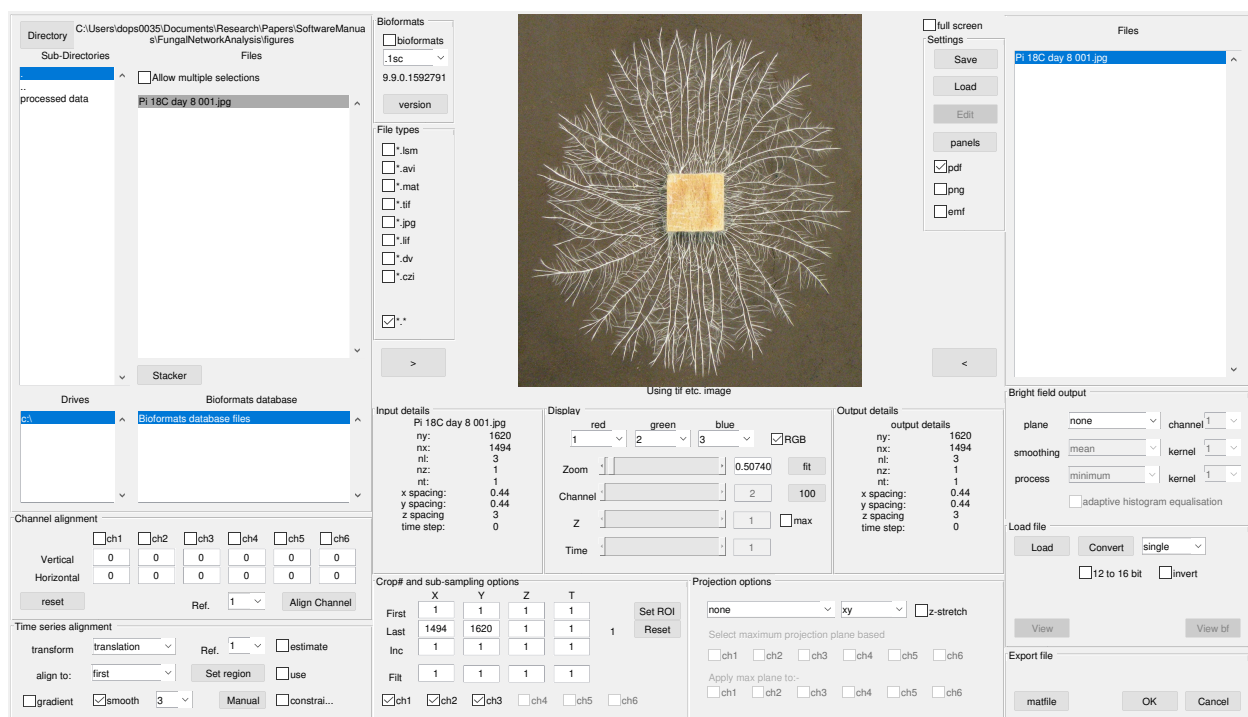 Directory
C:\Users\dops0035\Documents\Research\Papers\SoftwareManua
s\FungalNetworkAnalysis\figures
Sub-Directories
Files
.
..
processed data
Allow multiple selections
Pi 18C day 8 001.jpg
Stacker
Drives
Bioformats database
c:\
Bioformats database files
Bioformats
bioformats
.1sc
9.9.0.1592791
version
File types
*.lsm
*.avi
*.mat
*.tif
*.jpg
*.lif
*.dv
*.czi
*.*
>
Using tif etc. image
full screen
Settings
Save
Load
Edit
panels
pdf
png
emf
<
Files
Pi 18C day 8 001.jpg
Input details
Pi 18C day 8 001.jpg
ny: 1620
nx: 1494
nl: 3
nz: 1
nt: 1
x spacing: 0.44
y spacing: 0.44
z spacing 3
time step: 0
Display
red green blue
1 2 3 RGB
Zoom 0.50740 fit
Channel 2 100
Z 1 max
Time 1
Output details
output details
ny: 1620
nx: 1494
nl: 3
nz: 1
nt: 1
x spacing: 0.44
y spacing: 0.44
z spacing 3
time step: 0
Bright field output
plane none channel 1
smoothing mean kernel 1
process minimum kernel 1
adaptive histogram equalisation
Channel alignment
ch1 ch2 ch3 ch4 ch5 ch6
Vertical 0 0 0 0 0 0
Horizontal 0 0 0 0 0 0
reset Ref. 1 Align Channel
Time series alignment
transform translation Ref. 1 estimate
align to: first Set region use
gradient smooth 3 Manual constrai...
Crop# and sub-sampling options
X Y Z T
First 1 1 1 1 Set ROI
Last 1494 1620 1 1 1 Reset
Inc 1 1 1 1
Filt 1 1 1 1
ch1 ch2 ch3 ch4 ch5 ch6
Projection options
none xy z-stretch
Select maximum projection plane based
ch1 ch2 ch3 ch4 ch5 ch6
Apply max plane to:-
ch1 ch2 ch3 ch4 ch5 ch6
Load file
Load Convert single
12 to 16 bit invert
View View bf
Export file
matfile OK Cancel